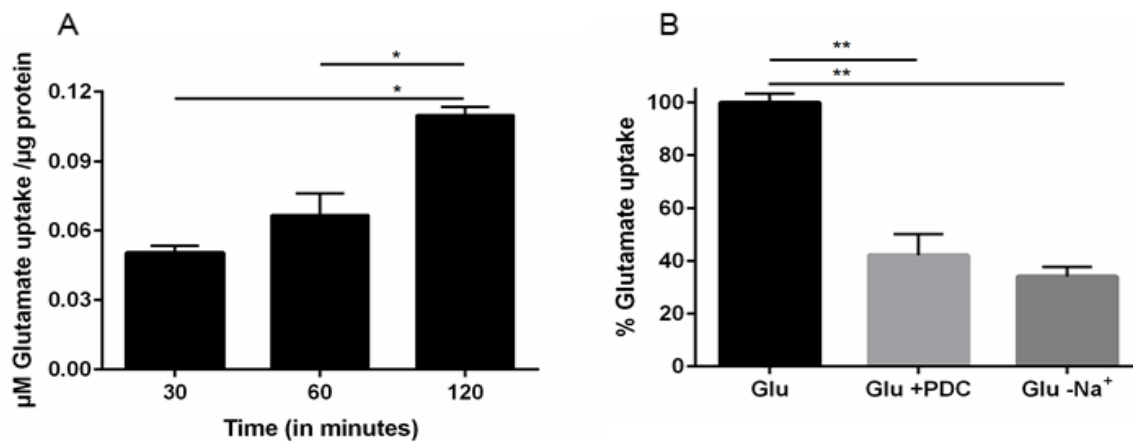 A
*
*
µM Glutamate uptake /µg protein
0.12
0.09
0.06
0.03
0.00
30 60 120
Time (in minutes)
B
**
**
% Glutamate uptake
100
80
60
40
20
0
Glu Glu +PDC Glu -Na⁺